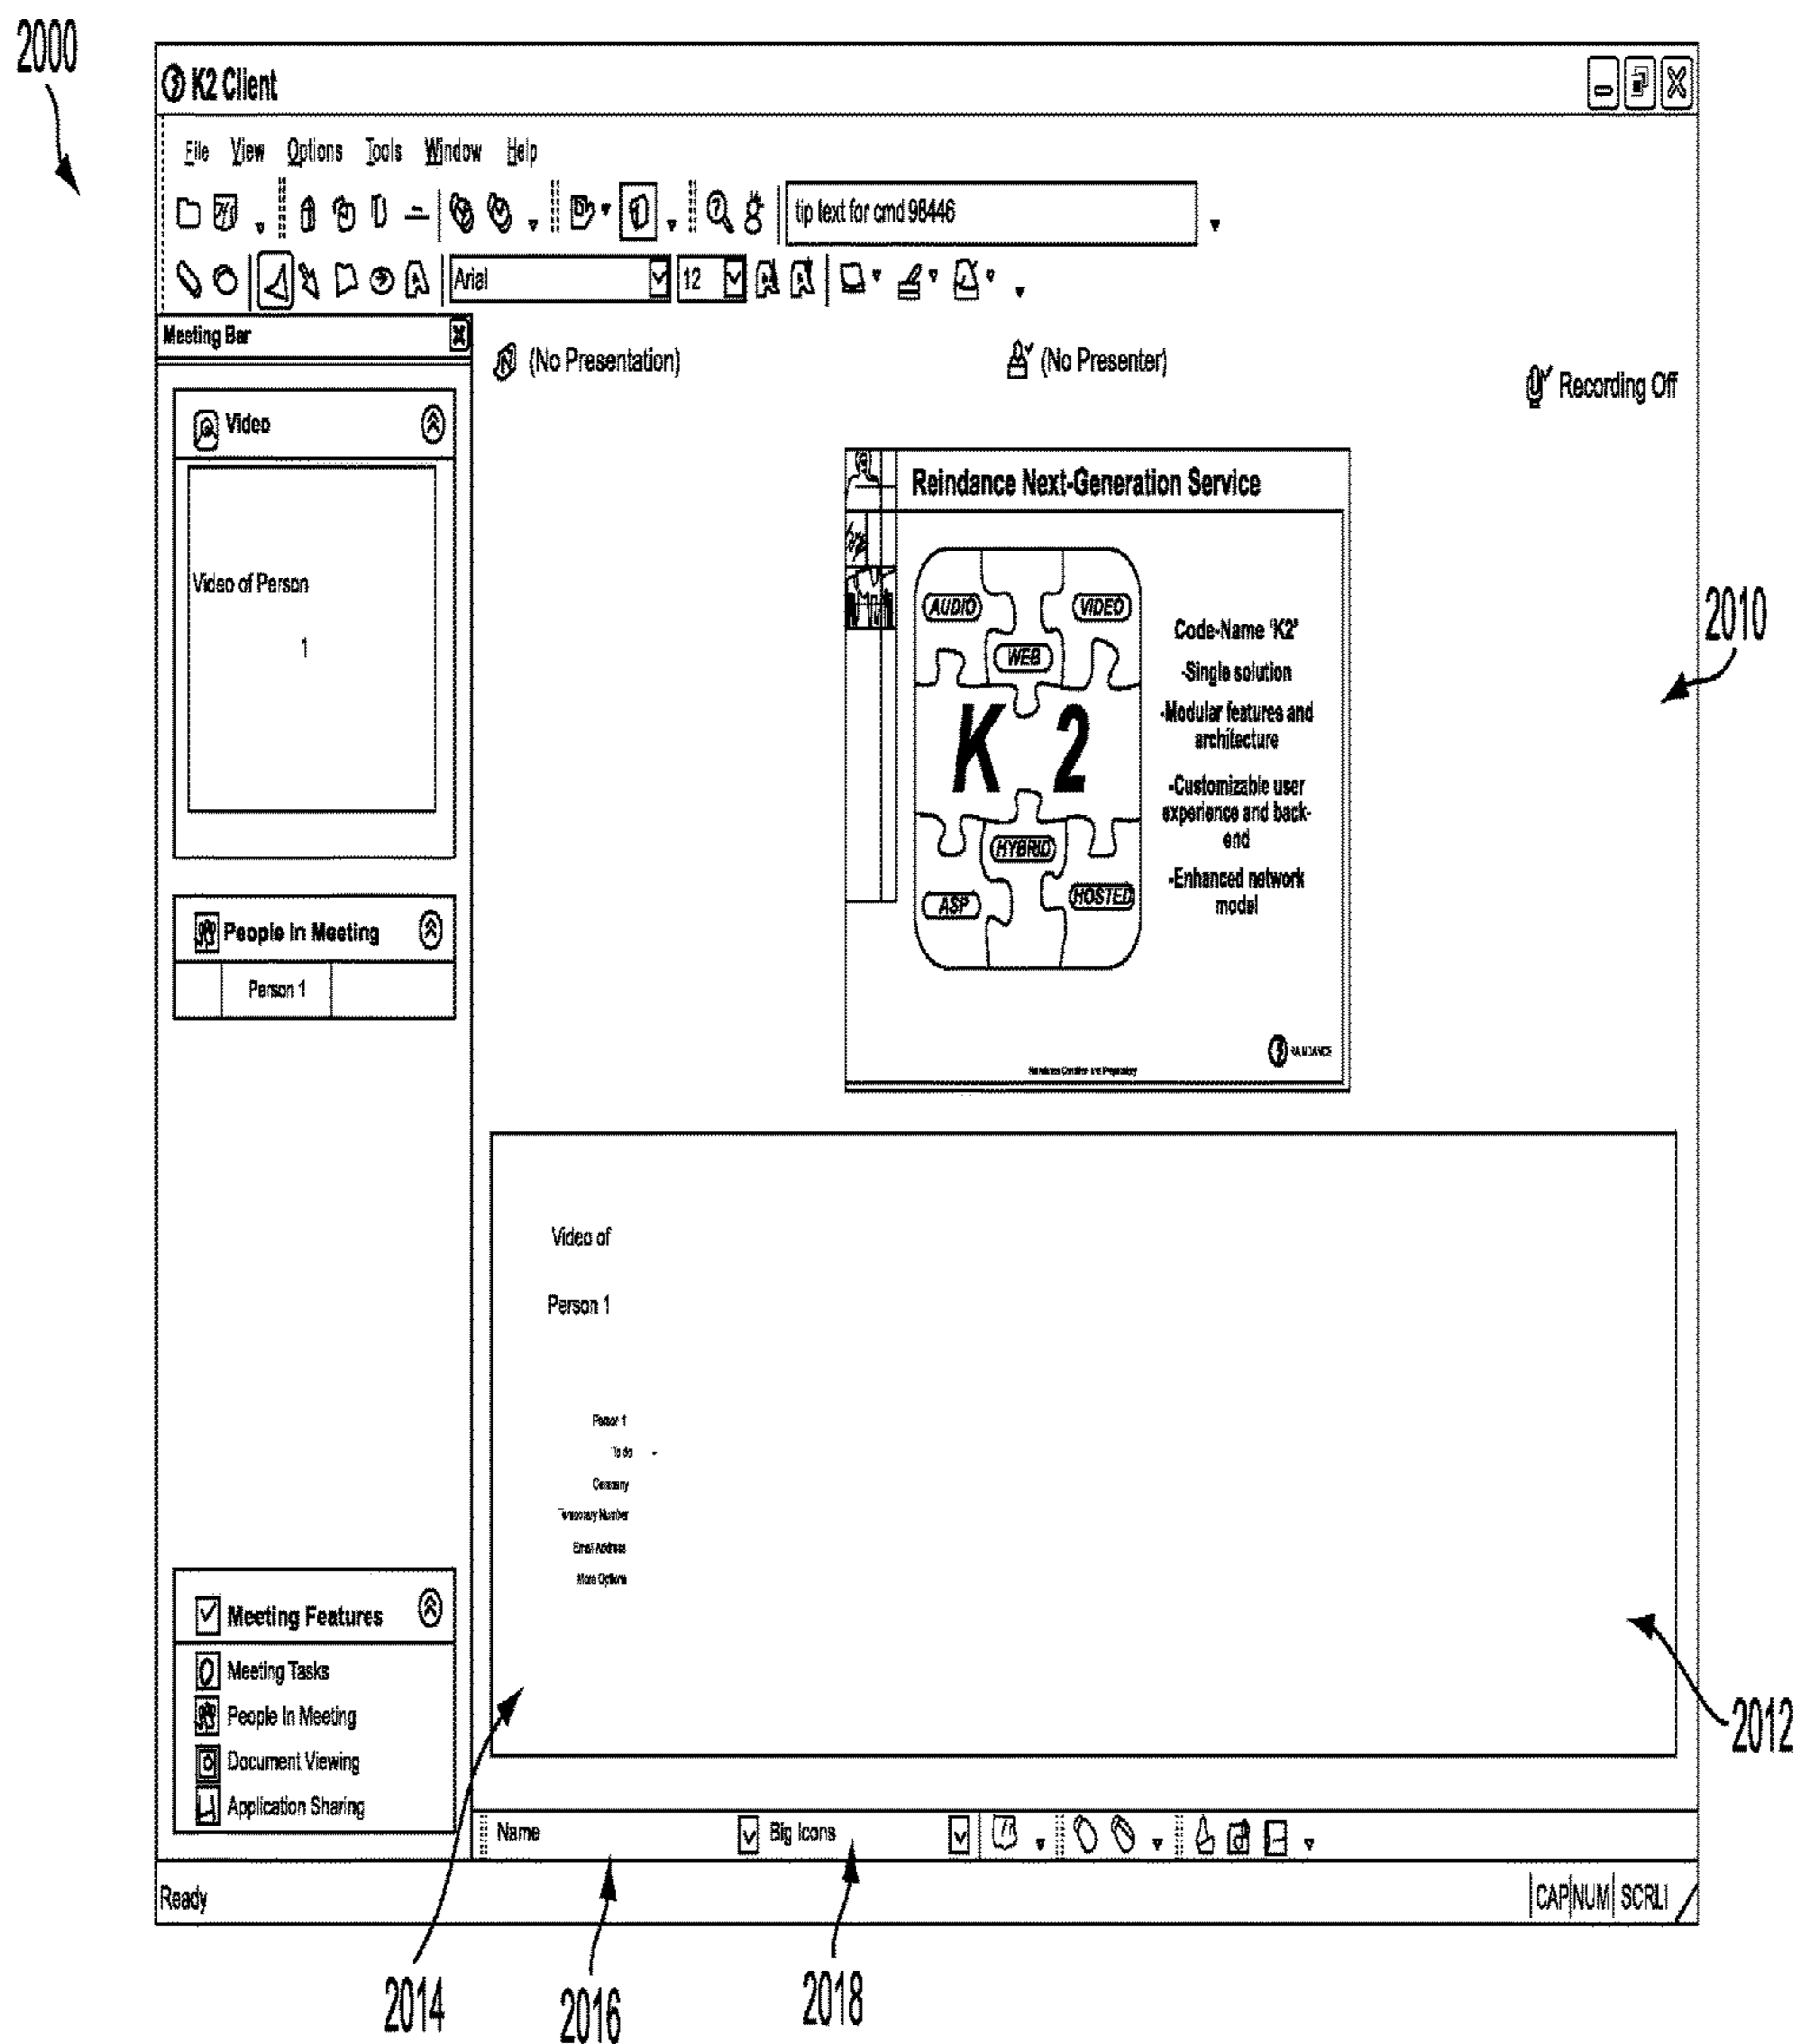 2000
K2 Client
File View Options Tools Window Help
tip text for cmd 98446
Arial 12
Meeting Bar
(No Presentation) (No Presenter)
Recording Off
Video
Video of Person
1
People In Meeting
Person 1
Reindance Next-Generation Service
AUDIO VIDEO
WEB
K 2
HYBRID
ASP HOSTED
Code-Name 'K2'
-Single solution
-Modular features and
architecture
-Customizable user
experience and back-
end
-Enhanced network
model
2010
Video of
Person 1
Person 1
To do
Company
Email Address
More Options
2012
Meeting Features
Meeting Tasks
People In Meeting
Document Viewing
Application Sharing
Name Big Icons
Ready CAP NUM SCRL
2014
2016
2018